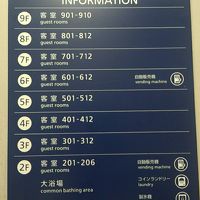 INFORMATION
9F 客室 901-910
guest rooms
8F 客室 801-812
guest rooms
7F 客室 701-712
guest rooms
6F 客室 601-612 自動販売機
guest rooms vending machine
5F 客室 501-512
guest rooms
4F 客室 401-412
guest rooms
3F 客室 301-312
guest rooms
2F 客室 201-206 自動販売機
guest rooms vending machine
大浴場 コインランドリー
common bathing area laundry
製氷機